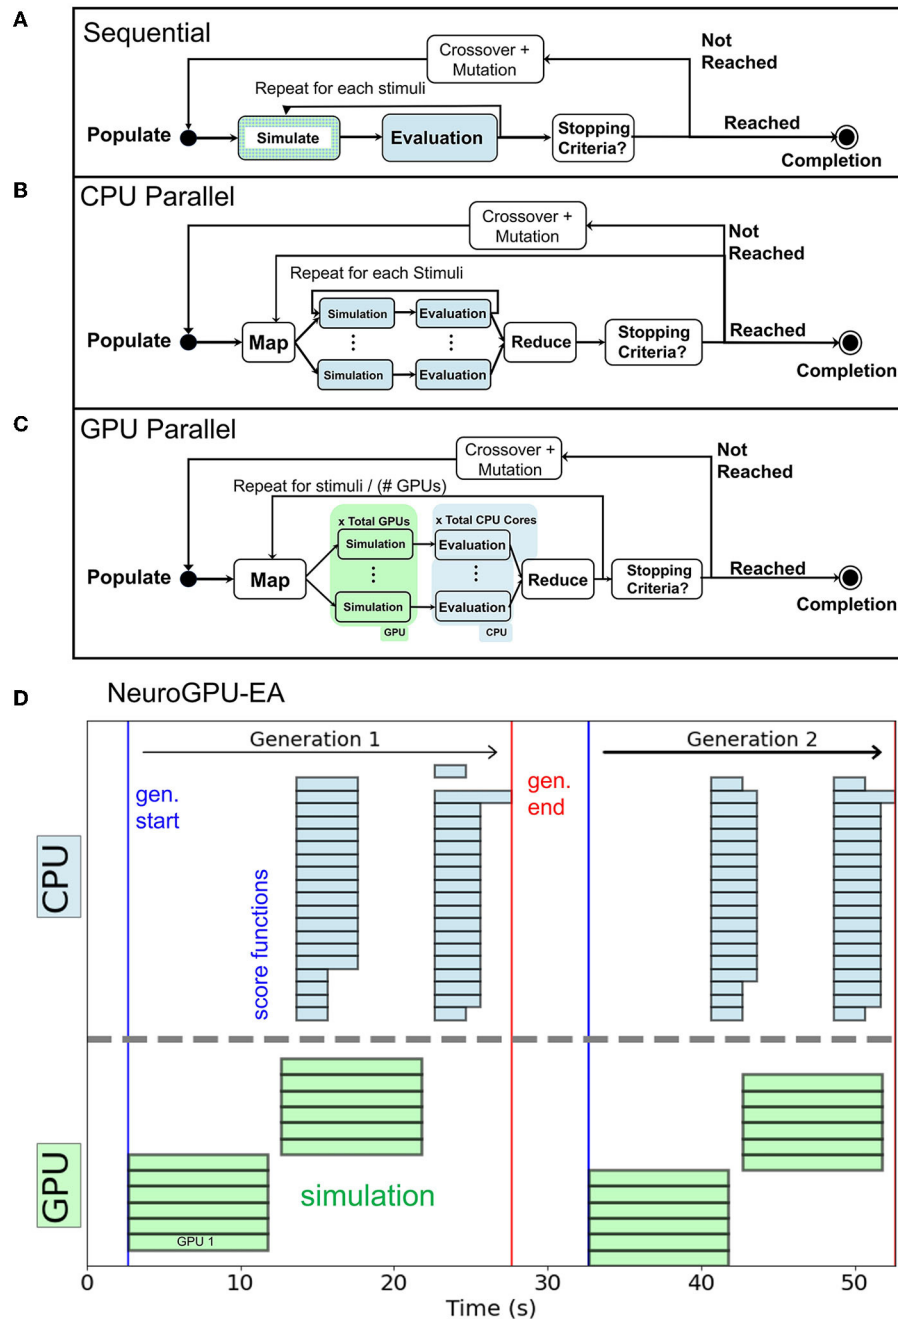 A
Sequential
Crossover +
Mutation
Not
Reached
Repeat for each stimuli
Populate
Simulate
Evaluation
Stopping
Criteria?
Reached
Completion
B
CPU Parallel
Crossover +
Mutation
Not
Reached
Repeat for each Stimuli
Populate
Map
Simulation
Evaluation
Simulation
Evaluation
Reduce
Stopping
Criteria?
Reached
Completion
C
GPU Parallel
Crossover +
Mutation
Not
Reached
Repeat for stimuli / (# GPUs)
x Total GPUs
x Total CPU Cores
Populate
Map
Simulation
Evaluation
Simulation
Evaluation
GPU
CPU
Reduce
Stopping
Criteria?
Reached
Completion
D
NeuroGPU-EA
Generation 1
Generation 2
gen.
start
gen.
end
CPU
score functions
GPU
simulation
GPU 1
0 10 20 30 40 50
Time (s)